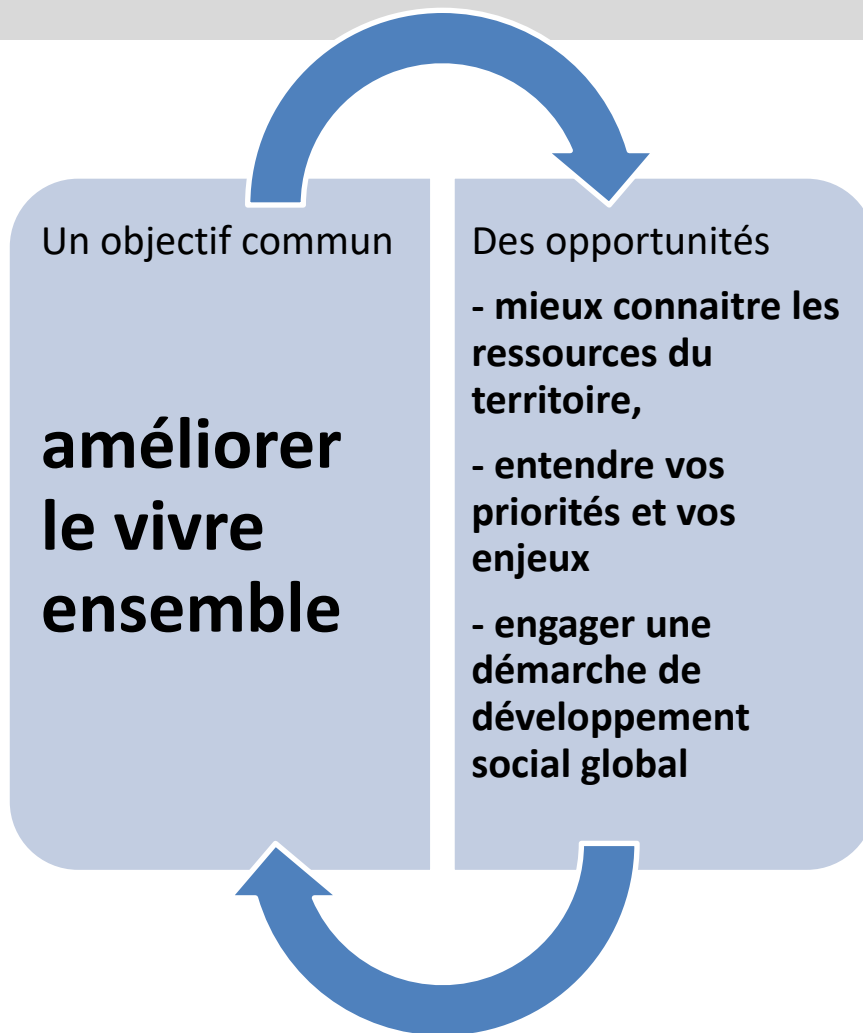 Un objectif commun
améliorer
le vivre
ensemble
Des opportunités
- mieux connaitre les
ressources du
territoire,
- entendre vos
priorités et vos
enjeux
- engager une
démarche de
développement
social global